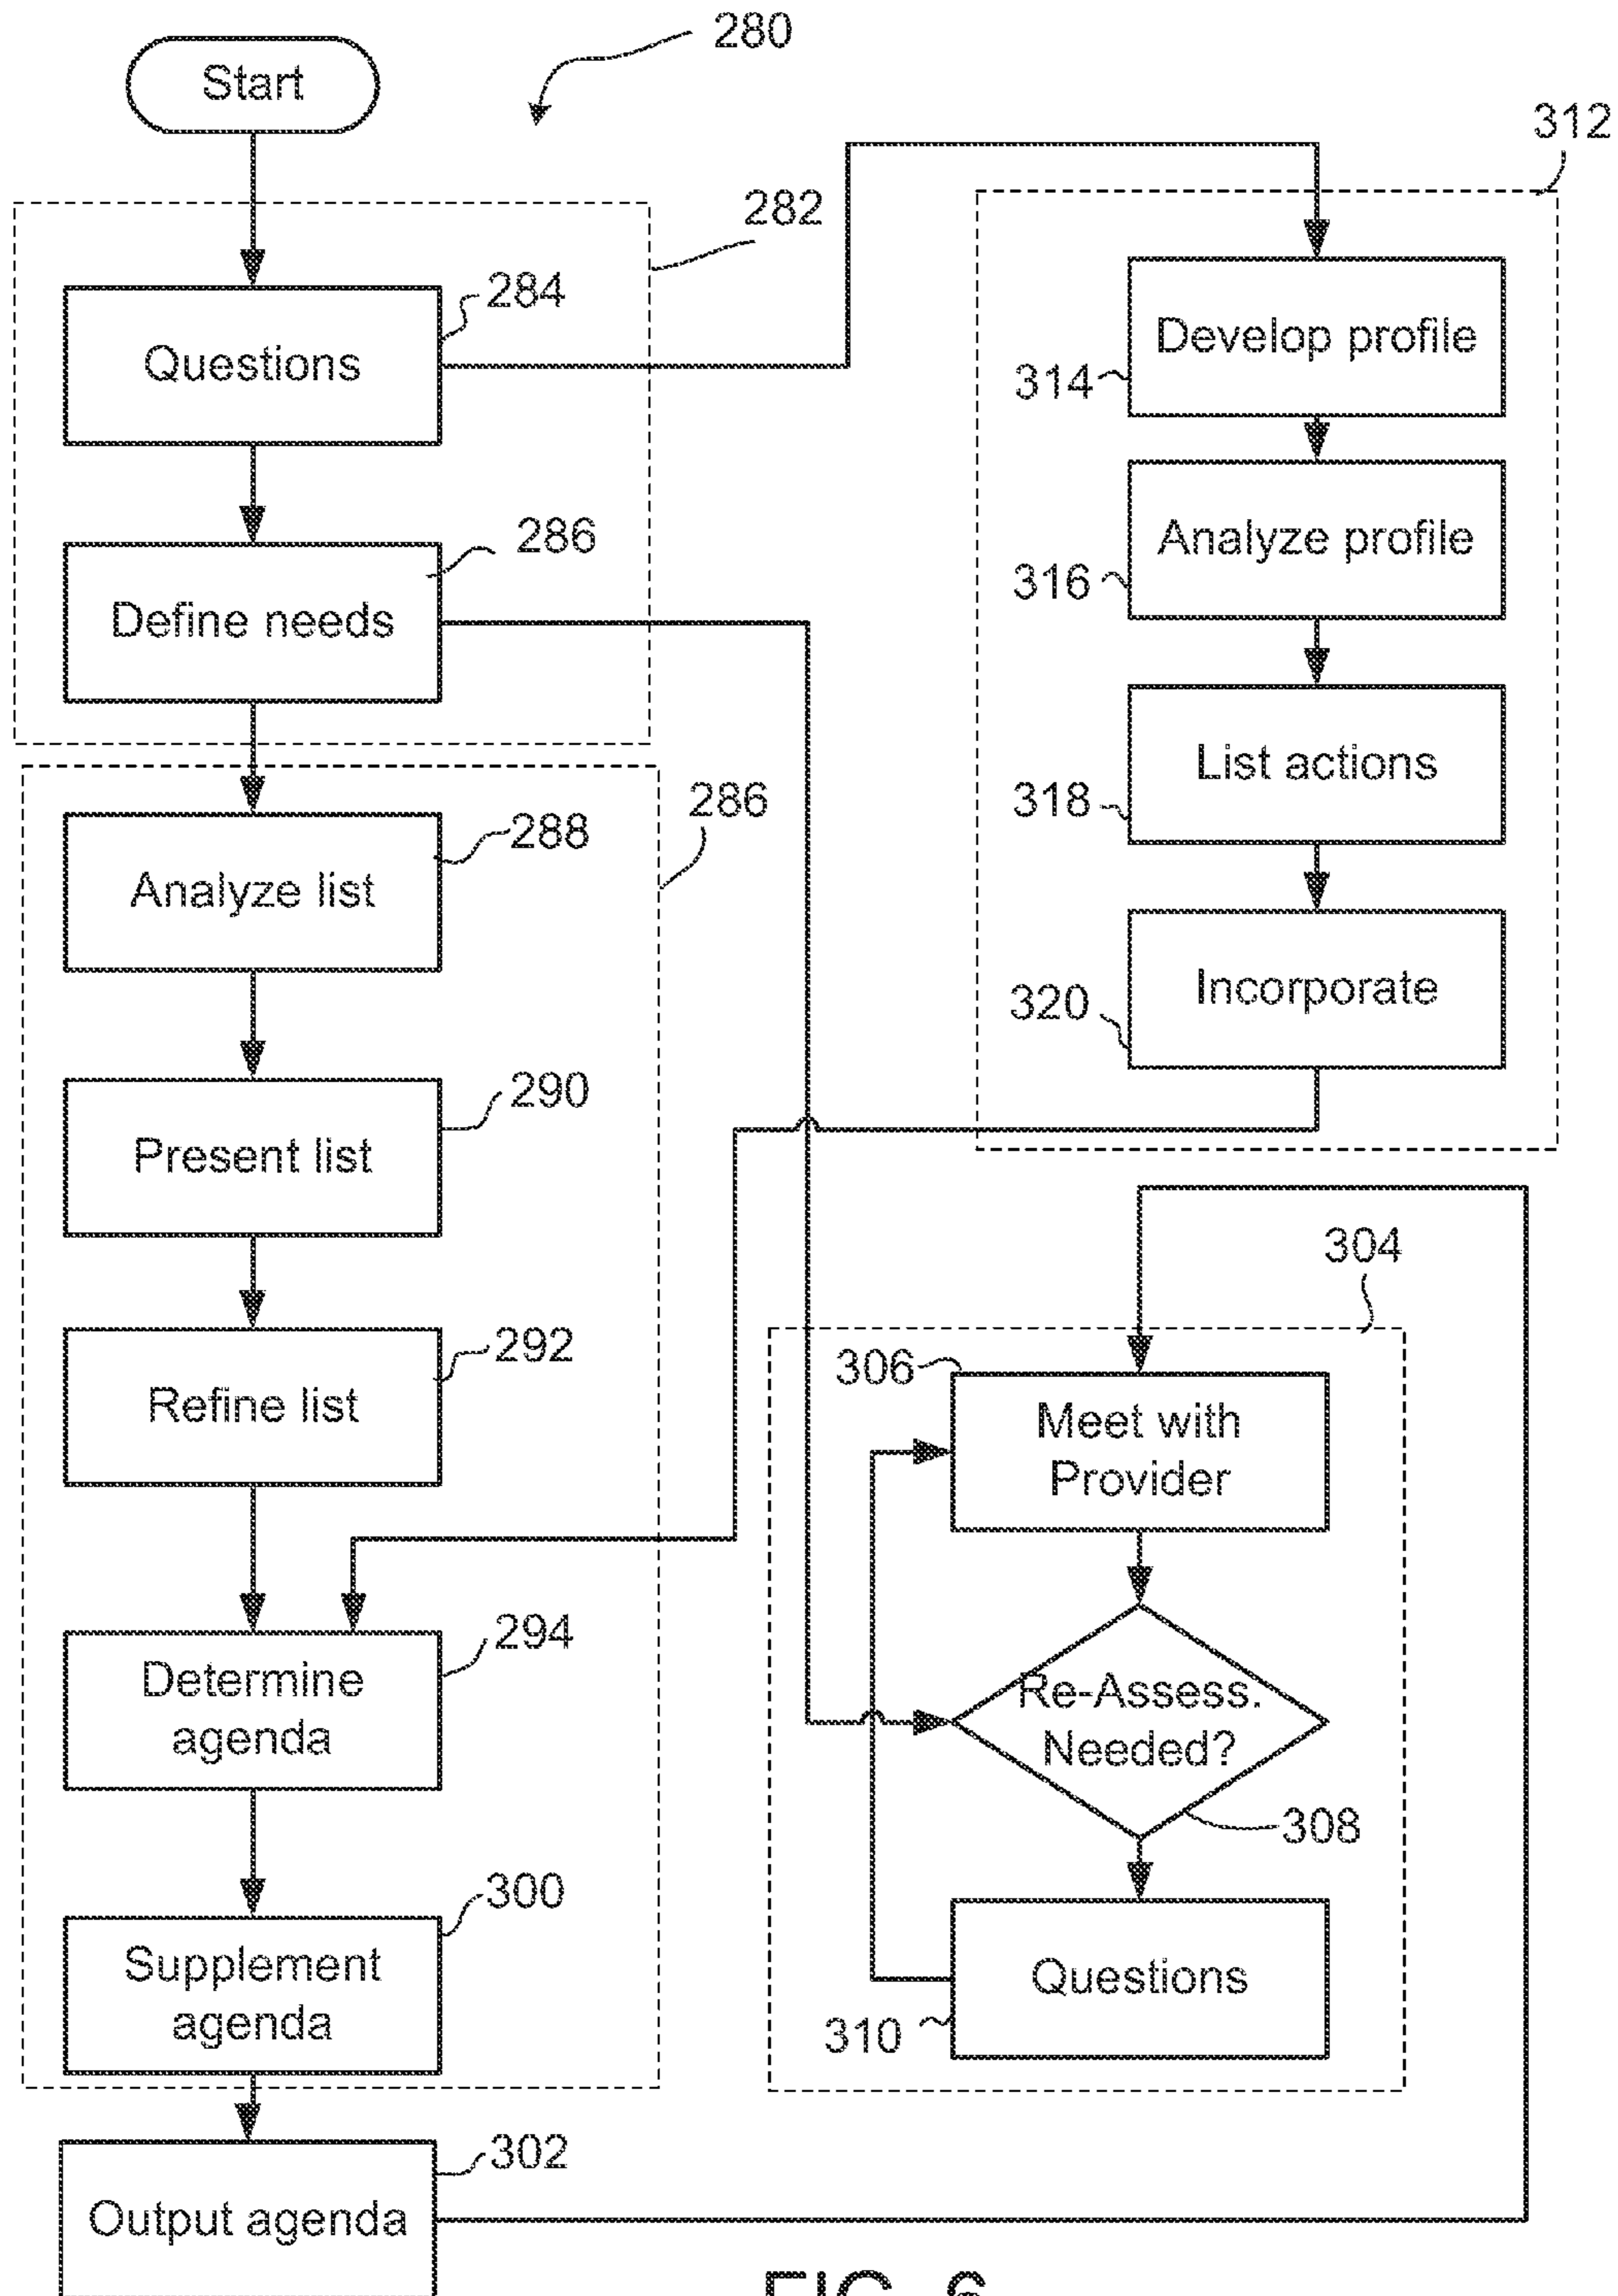 280
Start
312
282
284
Questions
Develop profile
314
286
Define needs
Analyze profile
316
286
288
Analyze list
List actions
318
290
Present list
Incorporate
320
304
292
Refine list
306
Meet with
Provider
294
Determine
agenda
Re-Assess.
Needed?
308
300
Supplement
agenda
Questions
310
302
Output agenda
FIG. 6